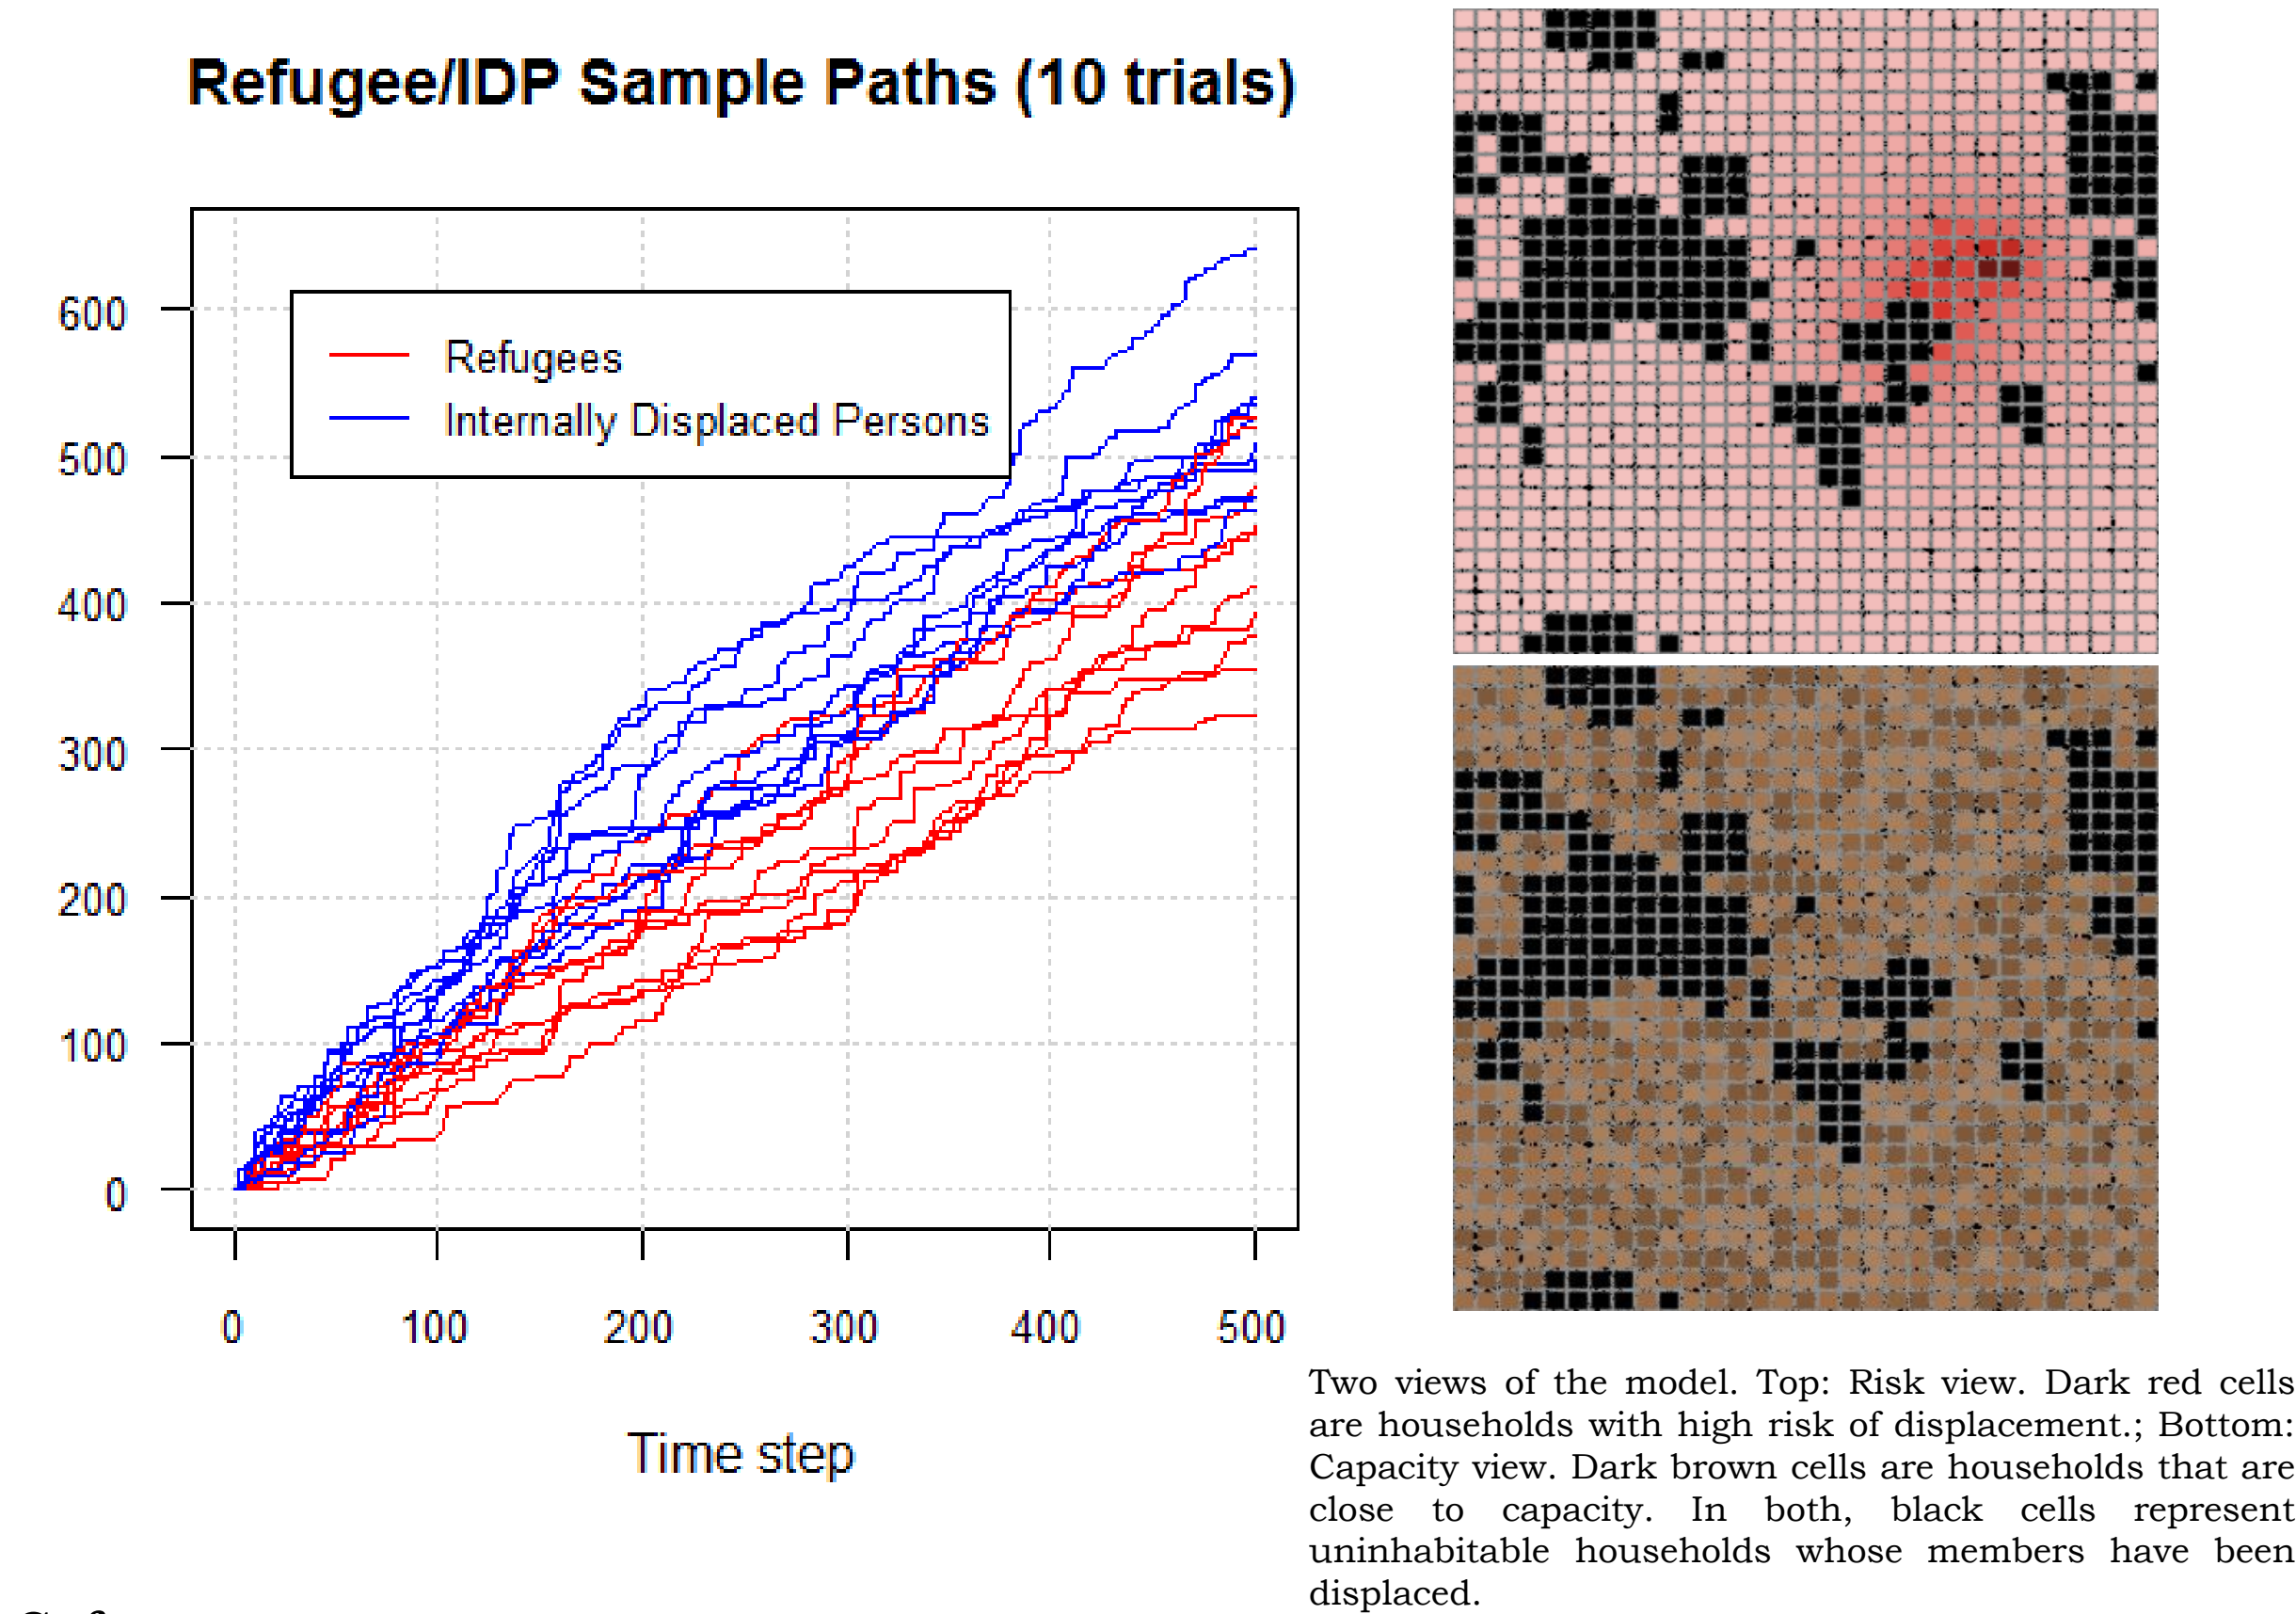 Refugee/IDP Sample Paths (10 trials)
600
500
400
300
200
100
0
Refugees
Internally Displaced Persons
0 100 200 300 400 500
Time step
Two views of the model. Top: Risk view. Dark red cells
are households with high risk of displacement.; Bottom:
Capacity view. Dark brown cells are households that are
close to capacity. In both, black cells represent
uninhabitable households whose members have been
displaced.